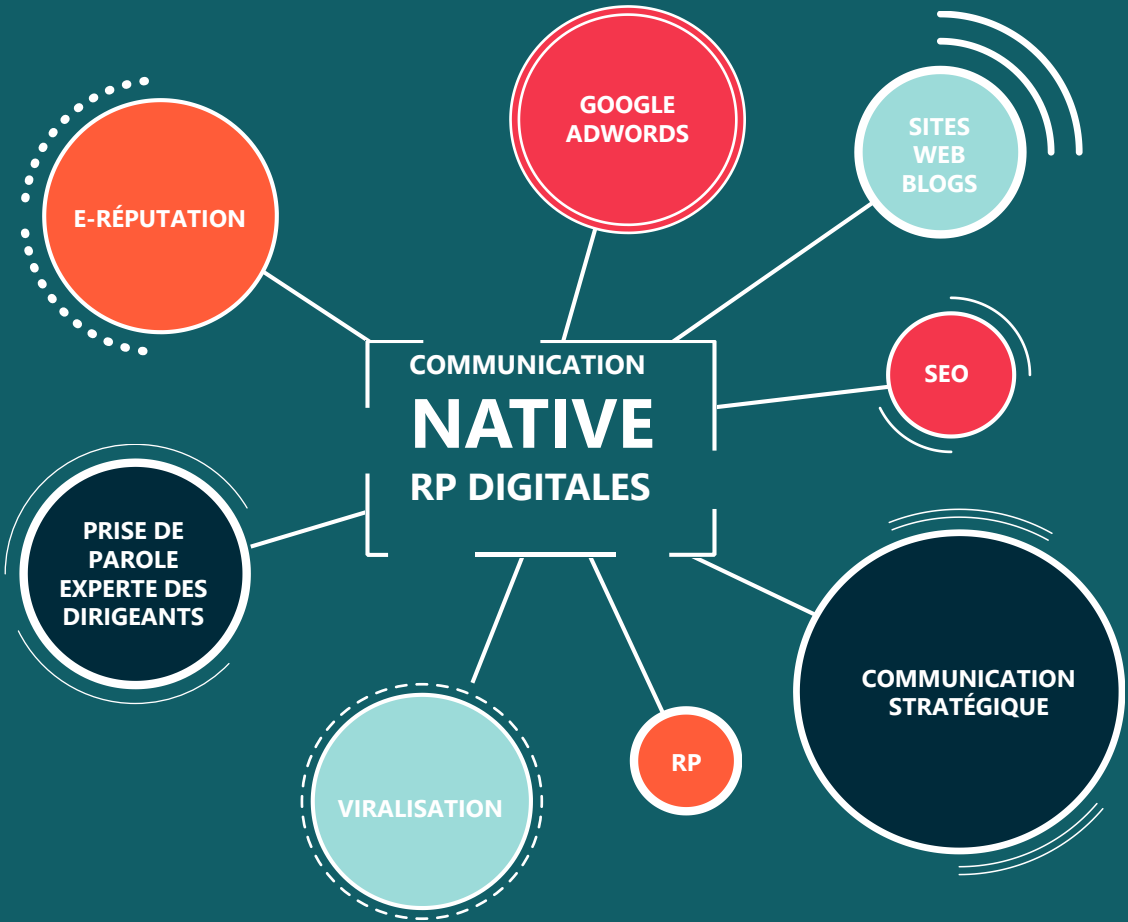 GOOGLE
ADWORDS
SITES
WEB
BLOGS
E-RÉPUTATION
COMMUNICATION
NATIVE
RP DIGITALES
SEO
PRISE DE
PAROLE
EXPERTE DES
DIRIGEANTS
COMMUNICATION
STRATÉGIQUE
RP
VIRALISATION